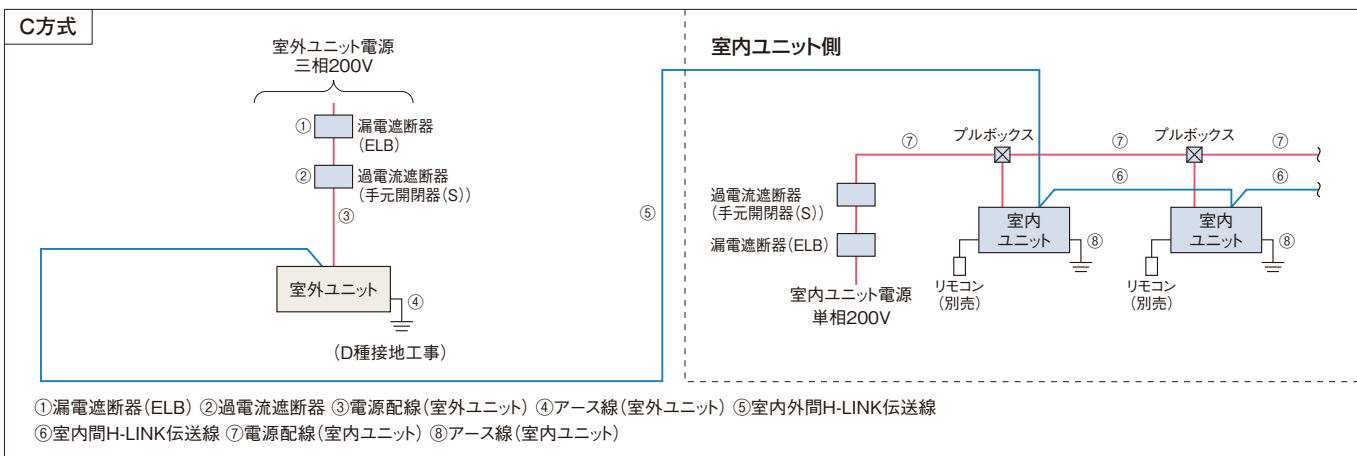 C方式
室外ユニット電源
三相200V
① 漏電遮断器
(ELB)
② 過電流遮断器
(手元開閉器(S))
③
室外ユニット
④
(D種接地工事)
⑤
室内ユニット側
⑦ プルボックス ⑦ プルボックス ⑦
過電流遮断器
(手元開閉器(S))
漏電遮断器(ELB)
室内ユニット電源
単相200V
⑥ ⑥
室内
ユニット
⑧
リモコン
(別売)
室内
ユニット
⑧
リモコン
(別売)
①漏電遮断器(ELB) ②過電流遮断器 ③電源配線(室外ユニット) ④アース線(室外ユニット) ⑤室内外間H-LINK伝送線
⑥室内間H-LINK伝送線 ⑦電源配線(室内ユニット) ⑧アース線(室内ユニット)